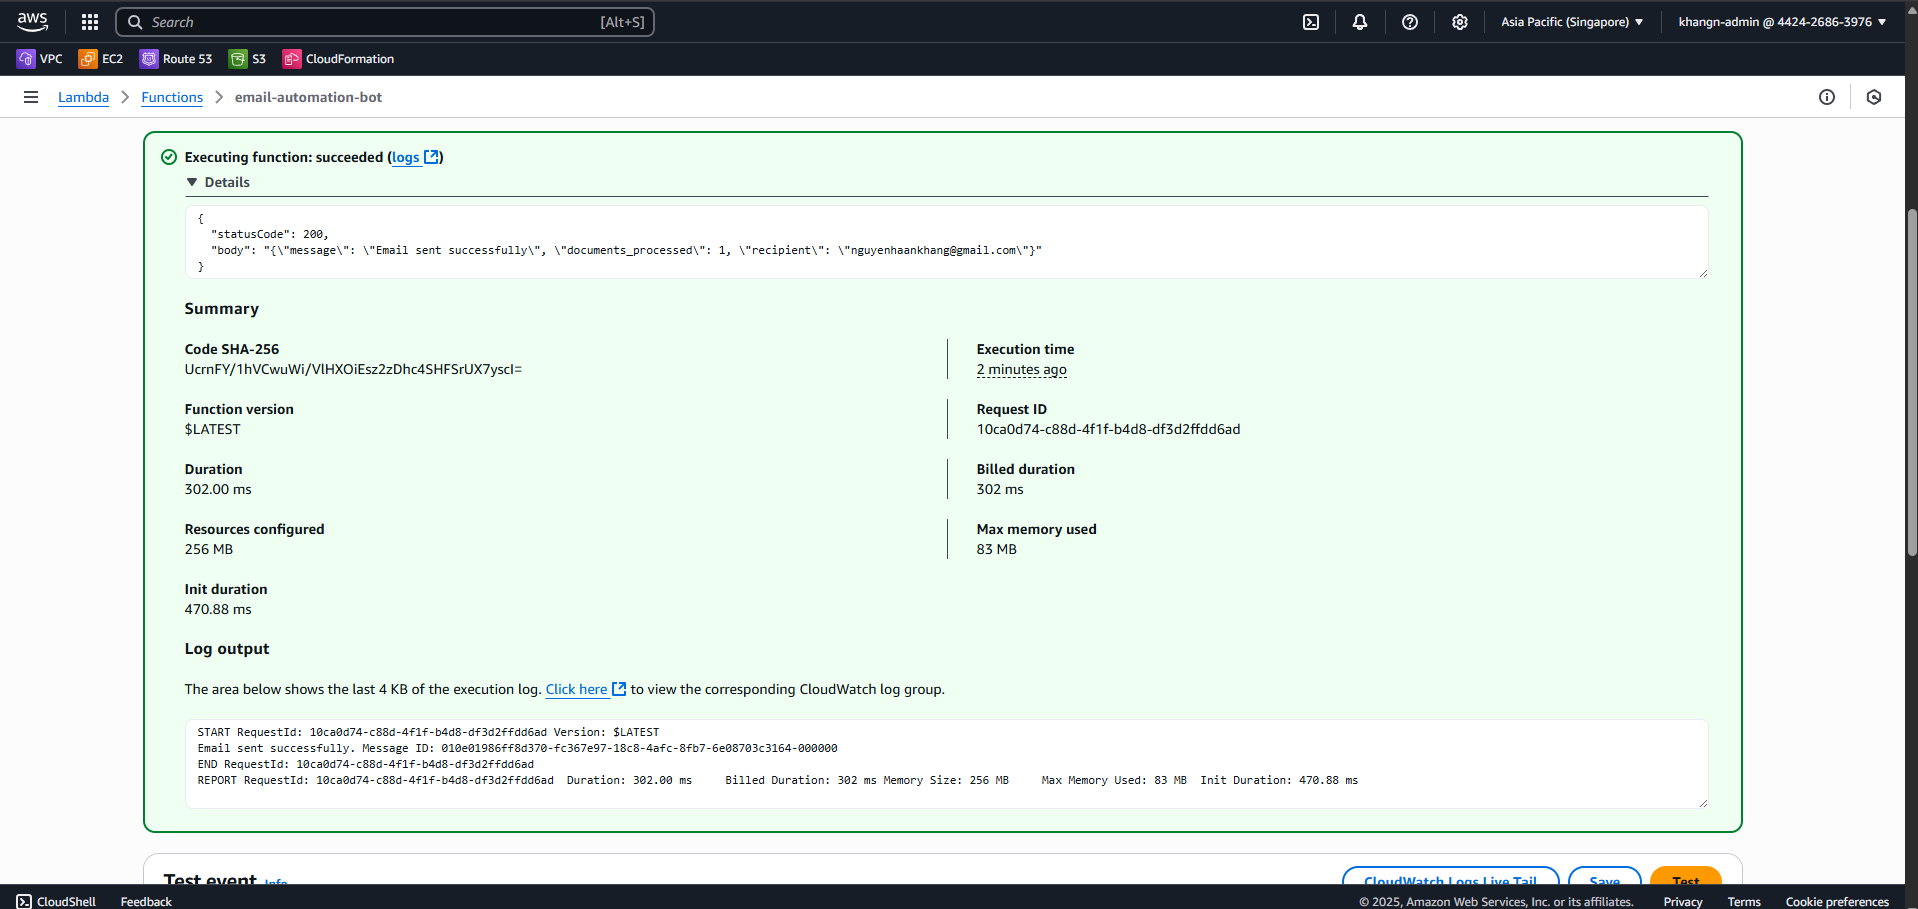 aws
Search [Alt+S]
Asia Pacific (Singapore)
khangn-admin @ 4424-2686-3976
VPC EC2 Route 53 S3 CloudFormation
Lambda Functions email-automation-bot
Executing function: succeeded (logs)
Details
{
"statusCode": 200,
"body": "{\"message\": \"Email sent successfully\", \"documents_processed\": 1, \"recipient\": \"nguyenhaankhang@gmail.com\"}"
}
Summary
Code SHA-256
UcrnFY/1hVCwuWi/VlHXOiEsz2zDhc4SHFSrUX7yscI=
Execution time
2 minutes ago
Function version
$LATEST
Request ID
10ca0d74-c88d-4f1f-b4d8-df3d2ffdd6ad
Duration
302.00 ms
Billed duration
302 ms
Resources configured
256 MB
Max memory used
83 MB
Init duration
470.88 ms
Log output
The area below shows the last 4 KB of the execution log. Click here to view the corresponding CloudWatch log group.
START RequestId: 10ca0d74-c88d-4f1f-b4d8-df3d2ffdd6ad Version: $LATEST
Email sent successfully. Message ID: 010e01986ff8d370-fc367e97-18c8-4afc-8fb7-6e08703c3164-000000
END RequestId: 10ca0d74-c88d-4f1f-b4d8-df3d2ffdd6ad
REPORT RequestId: 10ca0d74-c88d-4f1f-b4d8-df3d2ffdd6ad Duration: 302.00 ms Billed Duration: 302 ms Memory Size: 256 MB Max Memory Used: 83 MB Init Duration: 470.88 ms
Test event Info
CloudWatch Logs Live Tail
Save
Test
CloudShell Feedback
© 2025, Amazon Web Services, Inc. or its affiliates. Privacy Terms Cookie preferences